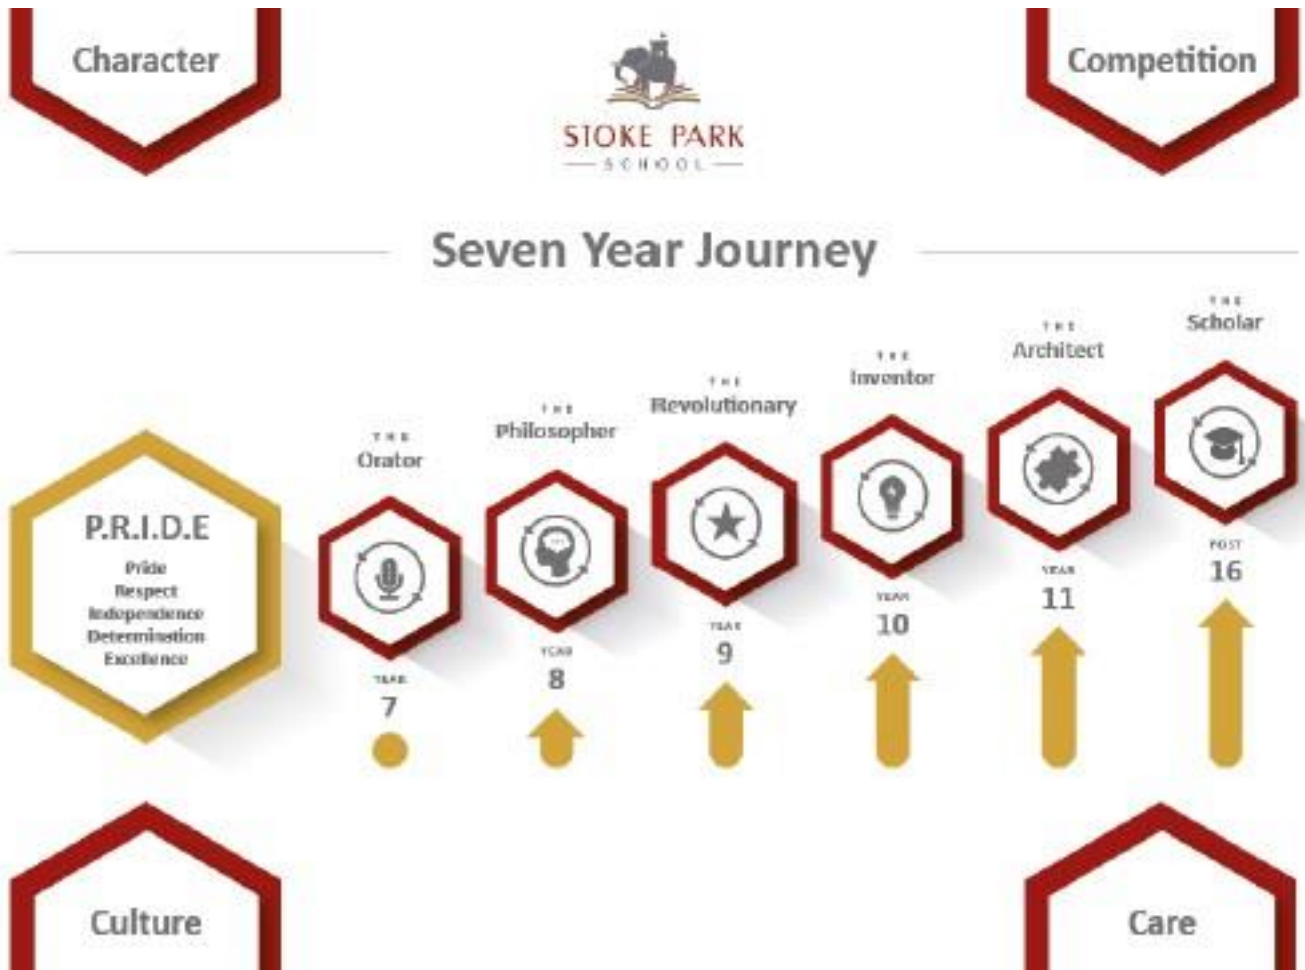 Character
Competition
STOKE PARK
SCHOOL
Seven Year Journey
THE
Scholar
THE
Architect
THE
Inventor
THE
Revolutionary
THE
Philosopher
THE
Orator
P.R.I.D.E
Pride
Respect
Independence
Determination
Excellence
YEAR
7
YEAR
8
YEAR
9
YEAR
10
YEAR
11
POST
16
Culture
Care